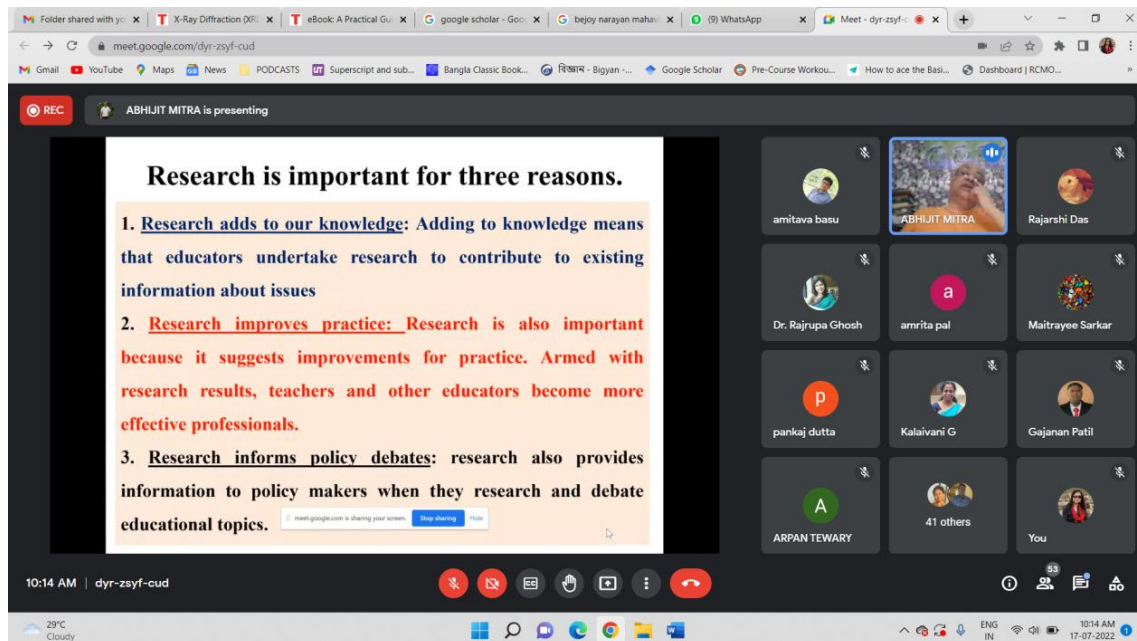 Folder shared with yo
X-Ray Diffraction (XR
eBook: A Practical Gu
google scholar - Goo
bejoy narayan mahav
(9) WhatsApp
Meet - dyr-zsyf-c
meet.google.com/dyr-zsyf-cud
Gmail
YouTube
Maps
News
PODCASTS
UT
Superscript and sub...
Bangla Classic Book...
বিজ্ঞান - Bigyan -...
Google Scholar
Pre-Course Workou...
How to ace the Basi...
Dashboard | RCMO...
REC
ABHIJIT MITRA is presenting
Research is important for three reasons.
1. Research adds to our knowledge: Adding to knowledge means
that educators undertake research to contribute to existing
information about issues
2. Research improves practice: Research is also important
because it suggests improvements for practice. Armed with
research results, teachers and other educators become more
effective professionals.
3. Research informs policy debates: research also provides
information to policy makers when they research and debate
educational topics.
meet.google.com is sharing your screen.
Stop sharing
Hide
amitava basu
ABHIJIT MITRA
Rajarshi Das
Dr. Rajrupa Ghosh
a
amrita pal
Maitrayee Sarkar
p
pankaj dutta
Kalaivani G
Gajanan Patil
A
ARPAN TEWARY
41 others
You
10:14 AM | dyr-zsyf-cud
53
29°C
Cloudy
ENG
IN
10:14 AM
17-07-2022
1